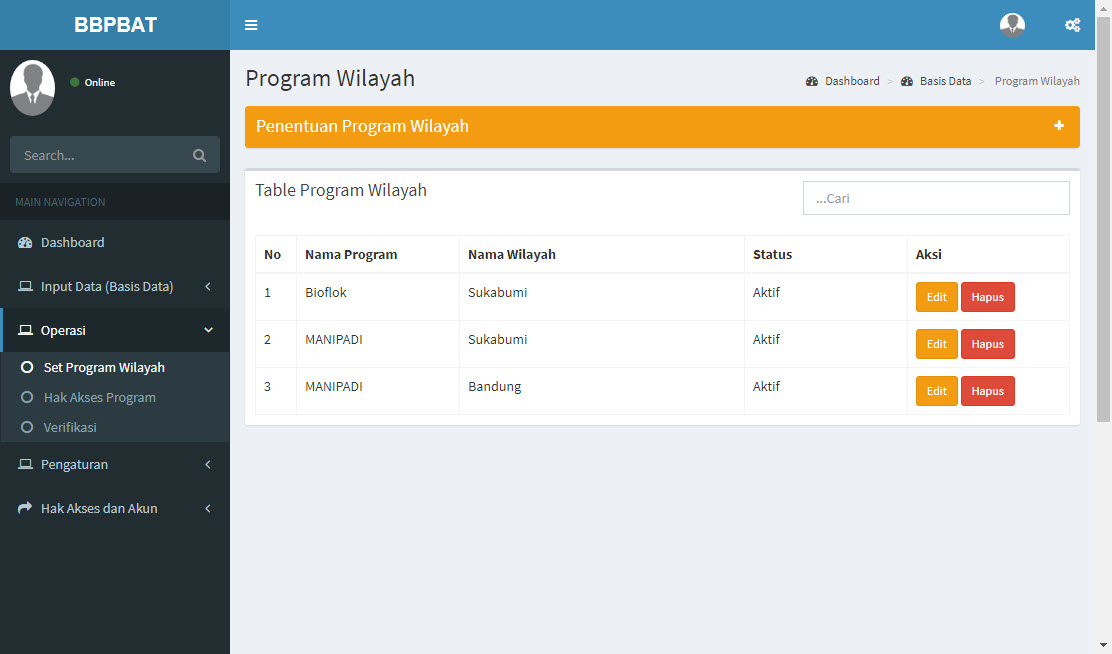 BBPBAT
Online
Search...
MAIN NAVIGATION
Dashboard
Input Data (Basis Data)
Operasi
Set Program Wilayah
Hak Akses Program
Verifikasi
Pengaturan
Hak Akses dan Akun
Program Wilayah
Dashboard > Basis Data > Program Wilayah
Penentuan Program Wilayah
Table Program Wilayah
...Cari
No Nama Program Nama Wilayah Status Aksi
1 Bioflok Sukabumi Aktif Edit Hapus
2 MANIPADI Sukabumi Aktif Edit Hapus
3 MANIPADI Bandung Aktif Edit Hapus